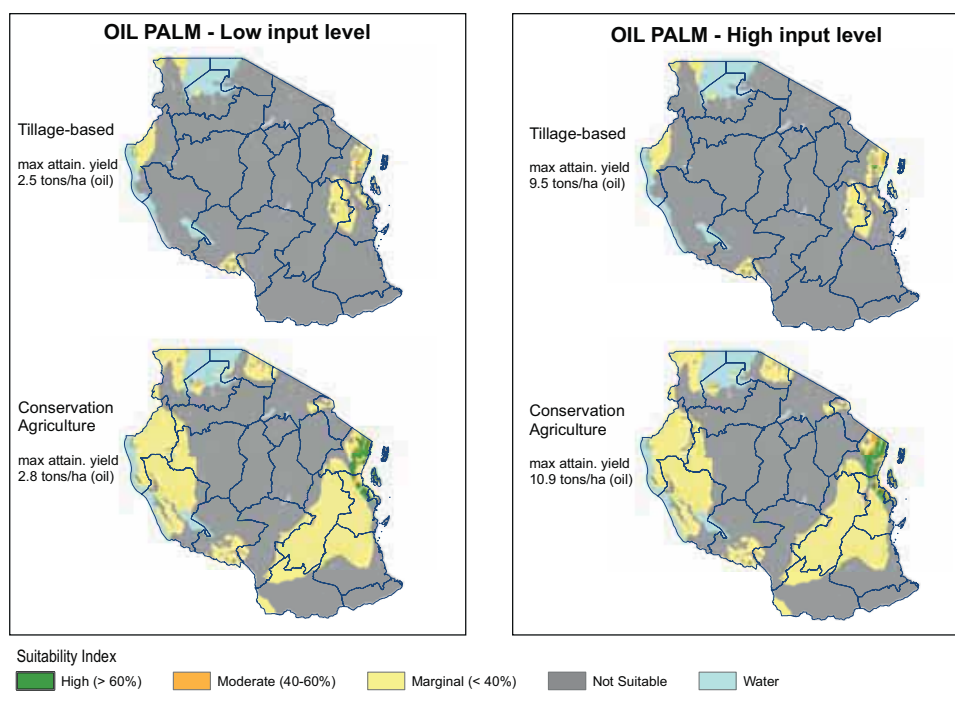 OIL PALM - Low input level
Tillage-based
max attain. yield
2.5 tons/ha (oil)
Conservation
Agriculture
max attain. yield
2.8 tons/ha (oil)
OIL PALM - High input level
Tillage-based
max attain. yield
9.5 tons/ha (oil)
Conservation
Agriculture
max attain. yield
10.9 tons/ha (oil)
Suitability Index
High (> 60%)
Moderate (40-60%)
Marginal (< 40%)
Not Suitable
Water